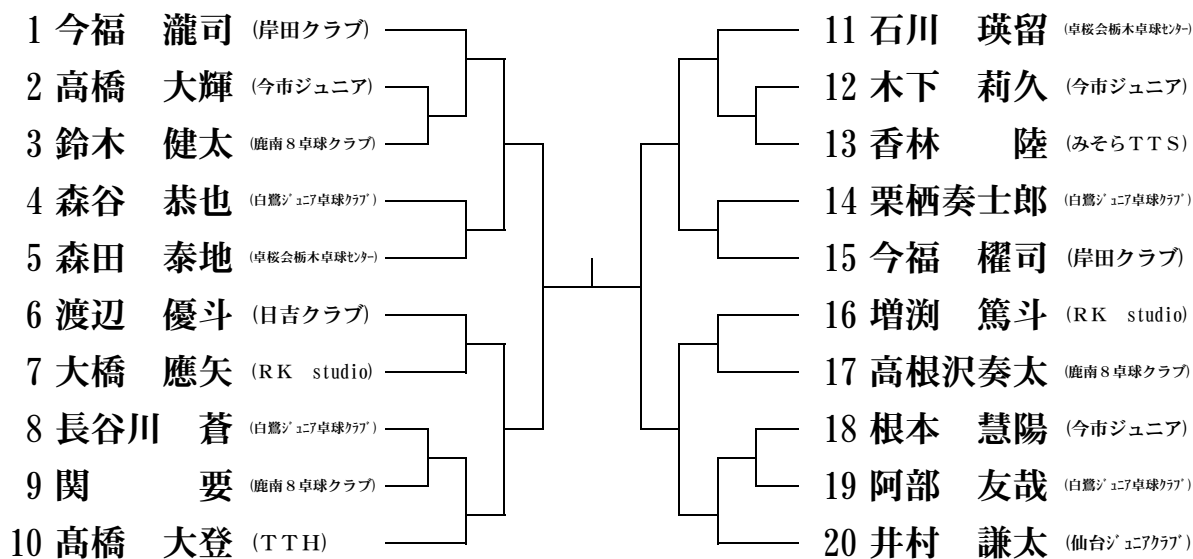 1 今福　瀧司 (岸田クラブ)
2 高橋　大輝 (今市ジュニア)
3 鈴木　健太 (鹿南８卓球クラブ)
4 森谷　恭也 (白鷺ｼﾞｭﾆｱ卓球ｸﾗﾌﾞ)
5 森田　泰地 (卓桜会栃木卓球ｾﾝﾀｰ)
6 渡辺　優斗 (日吉クラブ)
7 大橋　應矢 (ＲＫ　studio)
8 長谷川　蒼 (白鷺ｼﾞｭﾆｱ卓球ｸﾗﾌﾞ)
9 関　　　要 (鹿南８卓球クラブ)
10 髙橋　大登 (ＴＴＨ)
11 石川　瑛留 (卓桜会栃木卓球ｾﾝﾀｰ)
12 木下　莉久 (今市ジュニア)
13 香林　　陸 (みそらＴＴＳ)
14 栗栖奏士郎 (白鷺ｼﾞｭﾆｱ卓球ｸﾗﾌﾞ)
15 今福　櫂司 (岸田クラブ)
16 増渕　篤斗 (ＲＫ　studio)
17 高根沢奏太 (鹿南８卓球クラブ)
18 根本　慧陽 (今市ジュニア)
19 阿部　友哉 (白鷺ｼﾞｭﾆｱ卓球ｸﾗﾌﾞ)
20 井村　謙太 (仙台ｼﾞｭﾆｱｸﾗﾌﾞ)